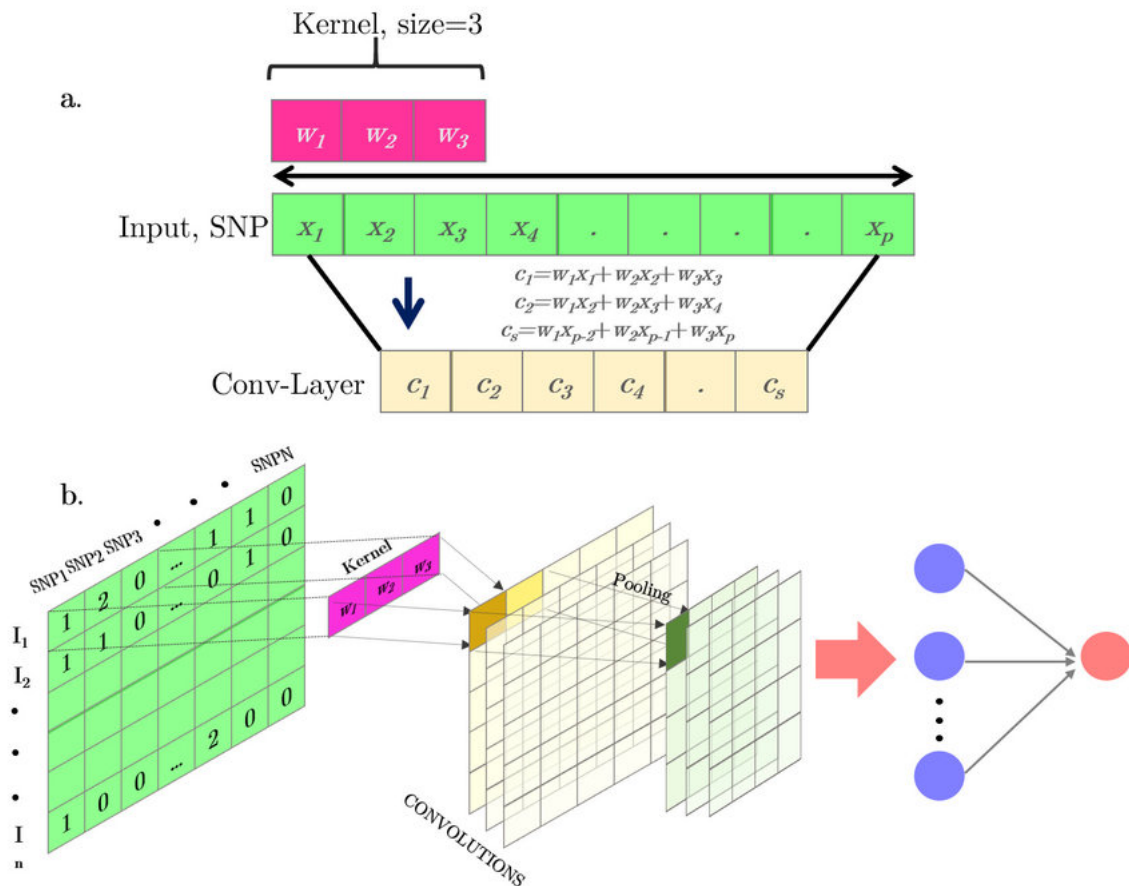 Kernel, size=3
a.
w₁ w₂ w₃
Input, SNP x₁ x₂ x₃ x₄ . . . . xₚ
c₁=w₁x₁+w₂x₂+w₃x₃
c₂=w₁x₂+w₂x₃+w₃x₄
cₛ=w₁xₚ₋₂+w₂xₚ₋₁+w₃xₚ
Conv-Layer c₁ c₂ c₃ c₄ . cₛ
b.
SNP1 SNP2 SNP3 • • • SNPN
I₁ 1 2 0 ... 1 1 0
I₂ 1 1 0 ... 0 1 0
•
•
•
Iₙ 1 0 0 ... 2 0 0
Kernel
w₁ w₂ w₃
Pooling
CONVOLUTIONS